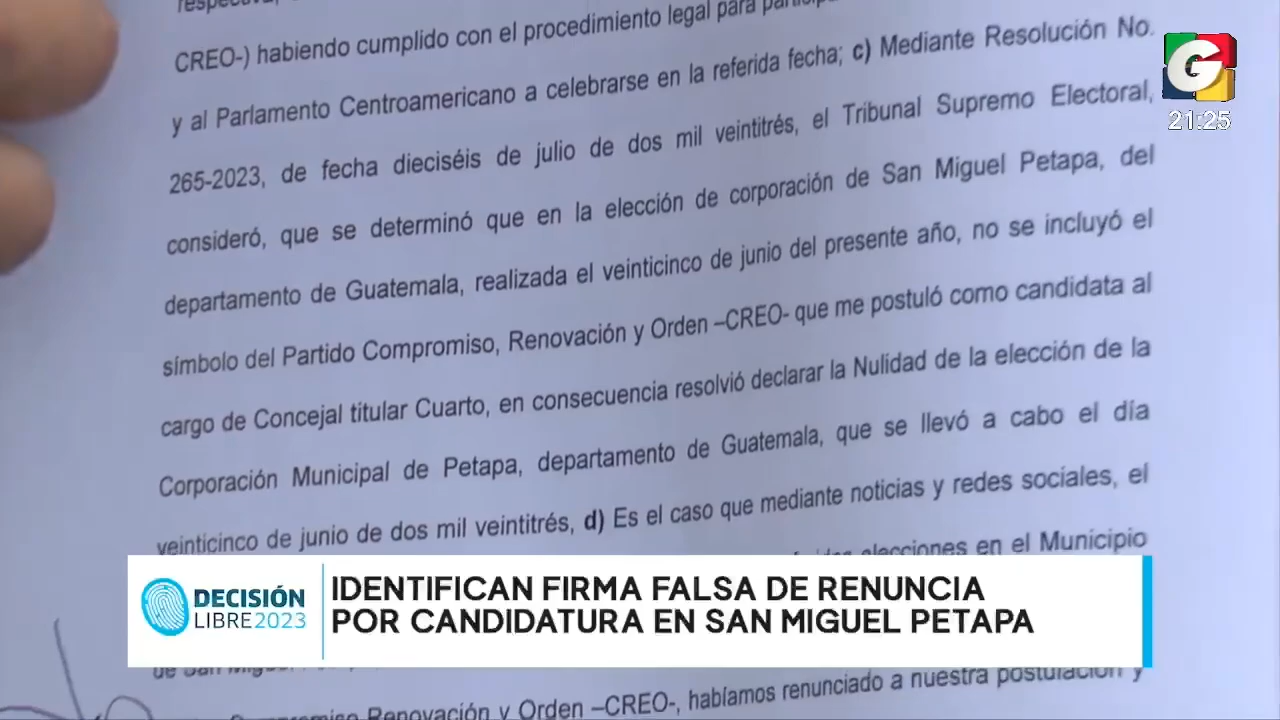 CREO-) habiendo cumplido con el procedimiento legal para
y al Parlamento Centroamericano a celebrarse en la referida fecha; c) Mediante Resolución No.
265-2023, de fecha dieciséis de julio de dos mil veintitrés, el Tribunal Supremo Electoral,
consideró, que se determinó que en la elección de corporación de San Miguel Petapa, del
departamento de Guatemala, realizada el veinticinco de junio del presente año, no se incluyó el
símbolo del Partido Compromiso, Renovación y Orden –CREO- que me postuló como candidata al
cargo de Concejal titular Cuarto, en consecuencia resolvió declarar la Nulidad de la elección de la
Corporación Municipal de Petapa, departamento de Guatemala, que se llevó a cabo el día
veinticinco de junio de dos mil veintitrés, d) Es el caso que mediante noticias y redes sociales, el
elecciones en el Municipio
de San
Renovación y Orden –CREO-, habíamos renunciado a nuestra postulación y
G
21:25
DECISIÓN
LIBRE2023
IDENTIFICAN FIRMA FALSA DE RENUNCIA
POR CANDIDATURA EN SAN MIGUEL PETAPA